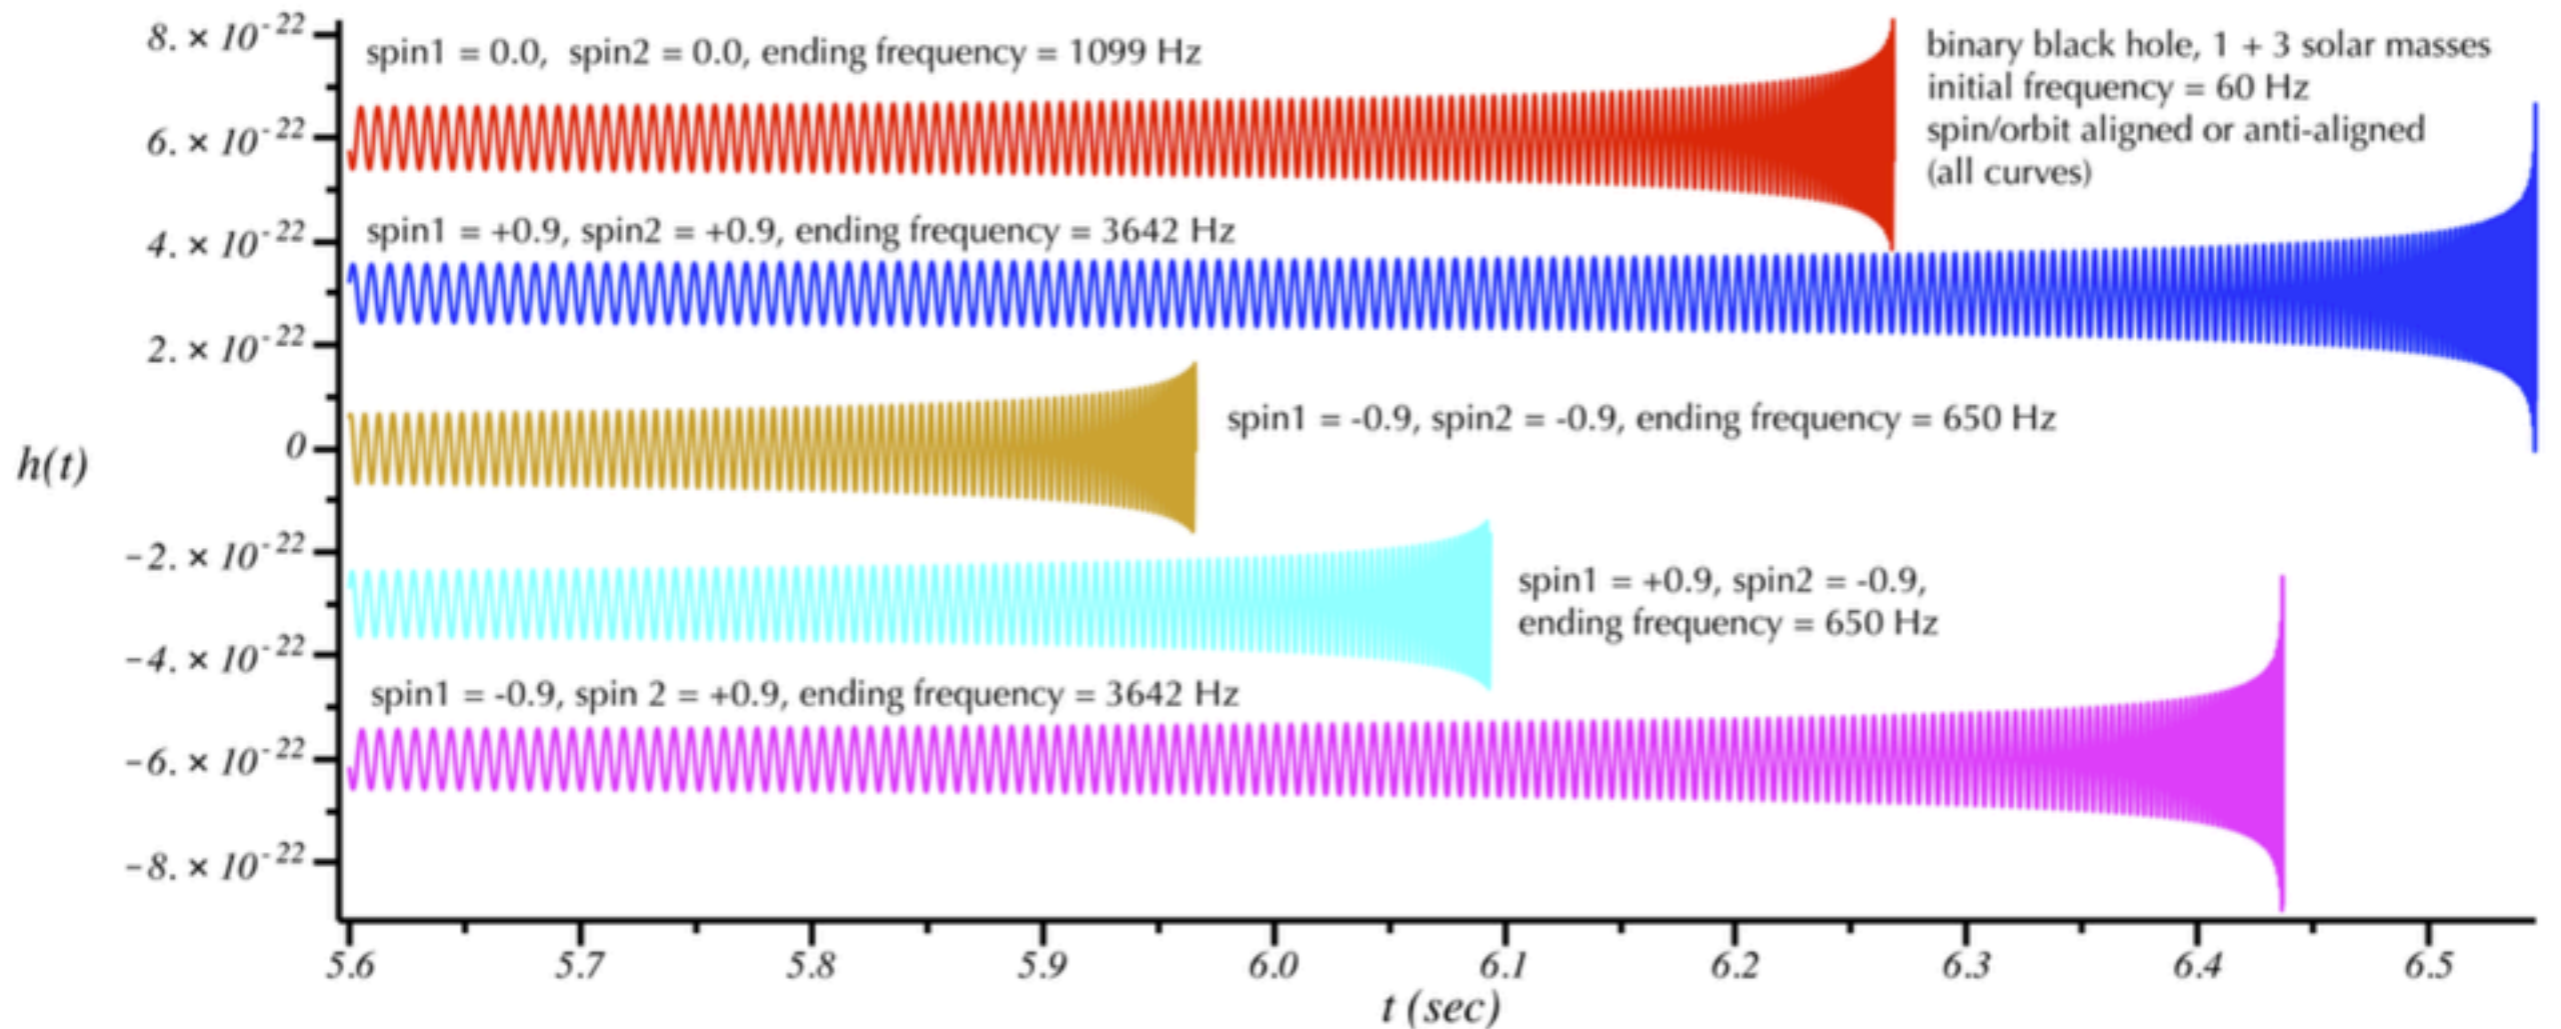 8. × 10⁻²²
spin1 = 0.0, spin2 = 0.0, ending frequency = 1099 Hz
binary black hole, 1 + 3 solar masses
initial frequency = 60 Hz
spin/orbit aligned or anti-aligned
(all curves)
6. × 10⁻²²
spin1 = +0.9, spin2 = +0.9, ending frequency = 3642 Hz
4. × 10⁻²²
2. × 10⁻²²
spin1 = -0.9, spin2 = -0.9, ending frequency = 650 Hz
0
h(t)
−2. × 10⁻²²
spin1 = +0.9, spin2 = -0.9,
ending frequency = 650 Hz
−4. × 10⁻²²
spin1 = -0.9, spin 2 = +0.9, ending frequency = 3642 Hz
−6. × 10⁻²²
−8. × 10⁻²²
5.6 5.7 5.8 5.9 6.0 6.1 6.2 6.3 6.4 6.5
t (sec)